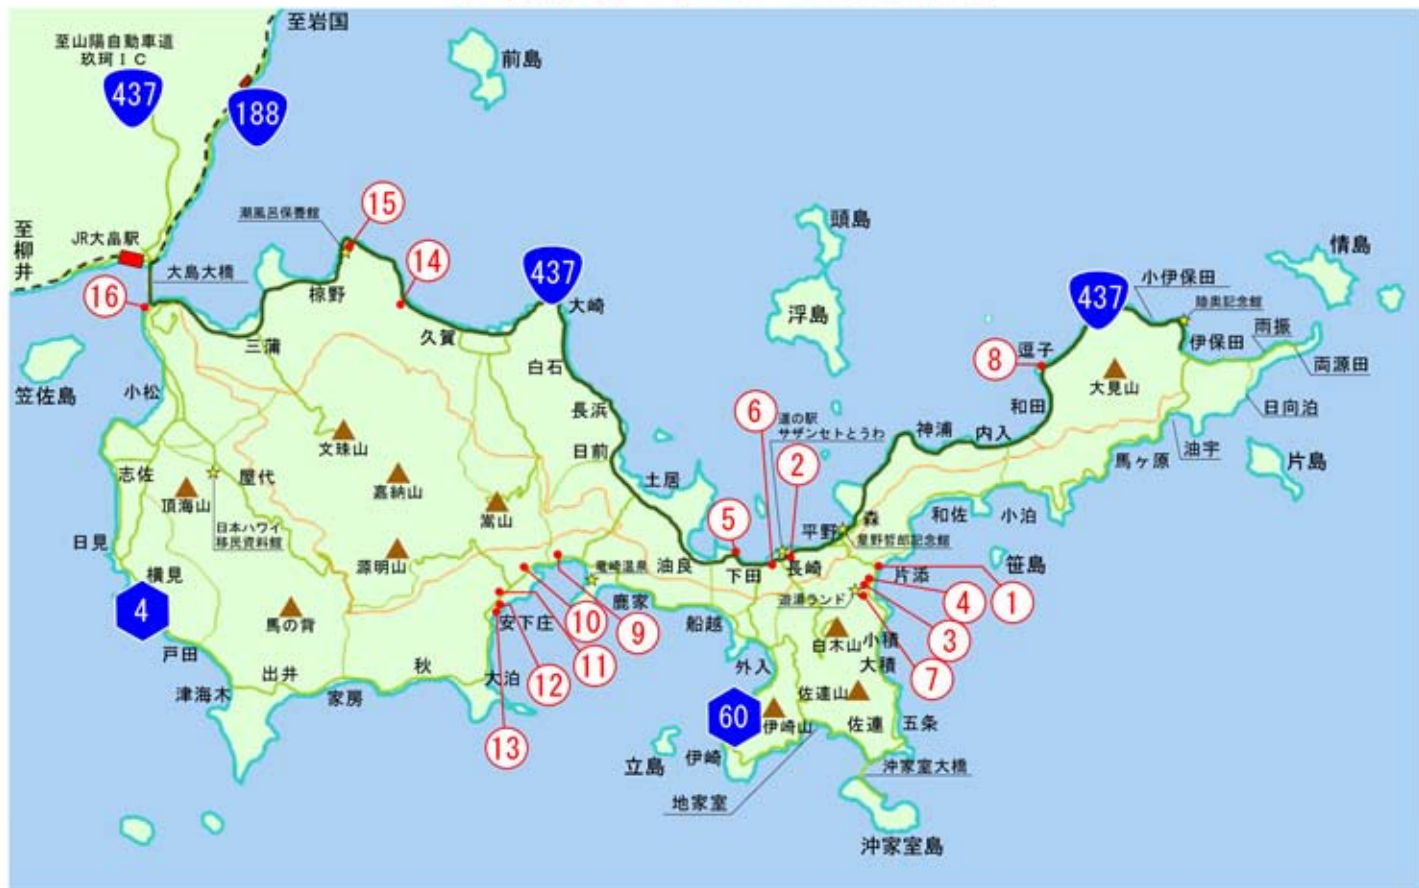 至岩国
至山陽自動車道
玖珂IC
437
188
前島
至柳井
JR大畠駅
潮風呂保養館
15
大島大橋
14
437
16
椋野
大崎
久賀
三蒲
白石
笠佐島
小松
長浜
日前
文珠山
志佐
屋代
頂海山
嘉納山
嵩山
土居
日本ハワイ
移民資料館
日見
源明山
横見
4
馬の背
戸田
出井
津海木
家房
秋
大泊
安下庄
竜崎温泉
鹿家
油良
船越
下田
10
9
11
12
13
5
頭島
浮島
6
道の駅
サザンセトとうわ
2
長崎
平野
森
星野哲郎記念館
神浦
内入
和田
逗子
8
437
小伊保田
陸奥記念館
情島
伊保田
雨振
両源田
大見山
日向泊
油宇
馬ヶ原
片島
小泊
和佐
笹島
片添
1
4
3
7
遊湯ランド
白木山
小積
大積
外入
佐連山
佐連
五条
60
伊崎山
伊崎
立島
地家室
沖家室大橋
沖家室島